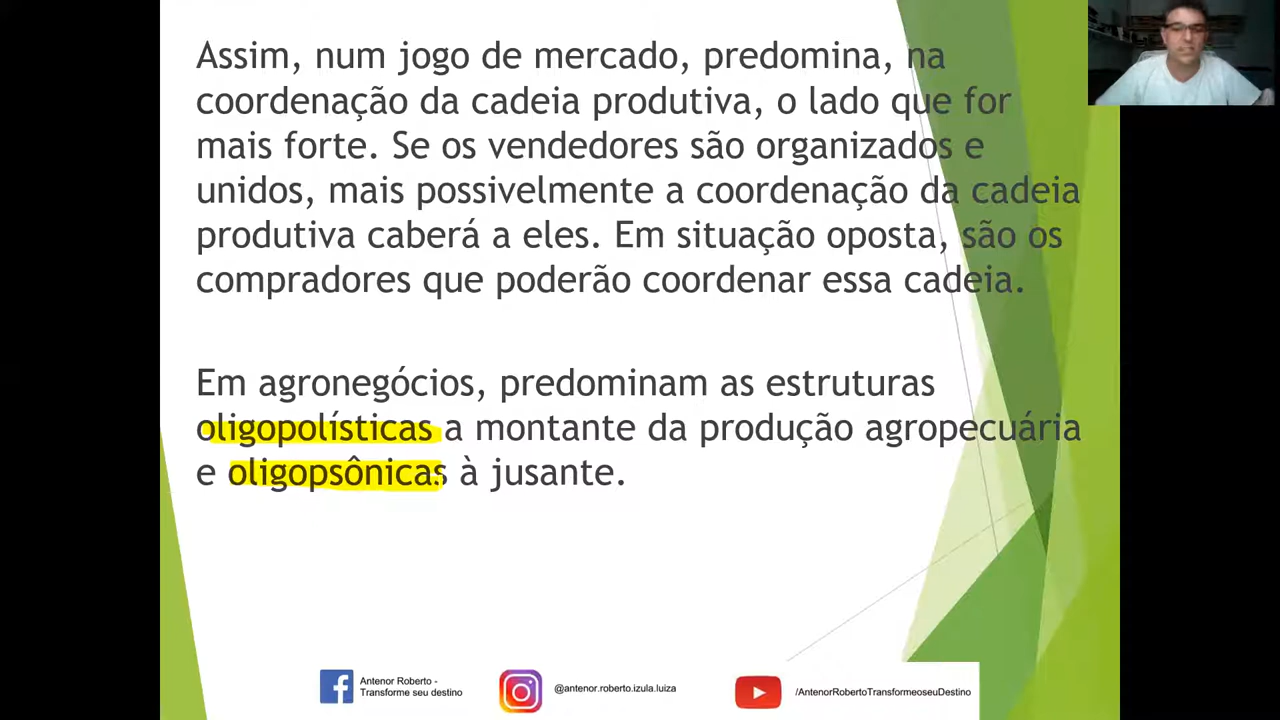 Assim, num jogo de mercado, predomina, na
coordenação da cadeia produtiva, o lado que for
mais forte. Se os vendedores são organizados e
unidos, mais possivelmente a coordenação da cadeia
produtiva caberá a eles. Em situação oposta, são os
compradores que poderão coordenar essa cadeia.
Em agronegócios, predominam as estruturas
oligopolísticas a montante da produção agropecuária
e oligopsônicas à jusante.
Antenor Roberto -
Transforme seu destino
@antenor.roberto.izula.luiza
/AntenorRobertoTransformeoseuDestino